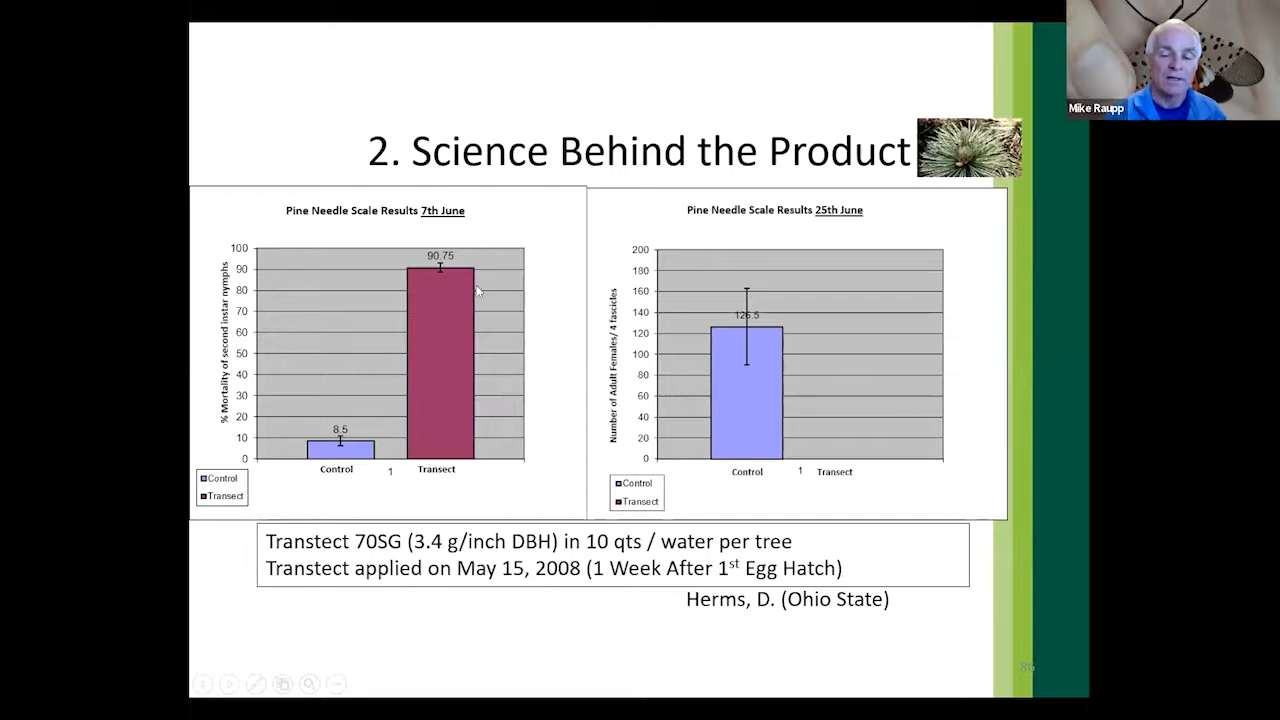 Mike Raupp
2. Science Behind the Product
Pine Needle Scale Results 7th June
% Mortality of second instar nymphs
100
90
80
70
60
50
40
30
20
10
0
90.75
8.5
Control
1
Transect
Control
Transect
Pine Needle Scale Results 25th June
Number of Adult Females/ 4 fascicles
200
180
160
140
120
100
80
60
40
20
0
126.5
Control
1
Transect
Control
Transect
Transtect 70SG (3.4 g/inch DBH) in 10 qts / water per tree
Transtect applied on May 15, 2008 (1 Week After 1st Egg Hatch)
Herms, D. (Ohio State)